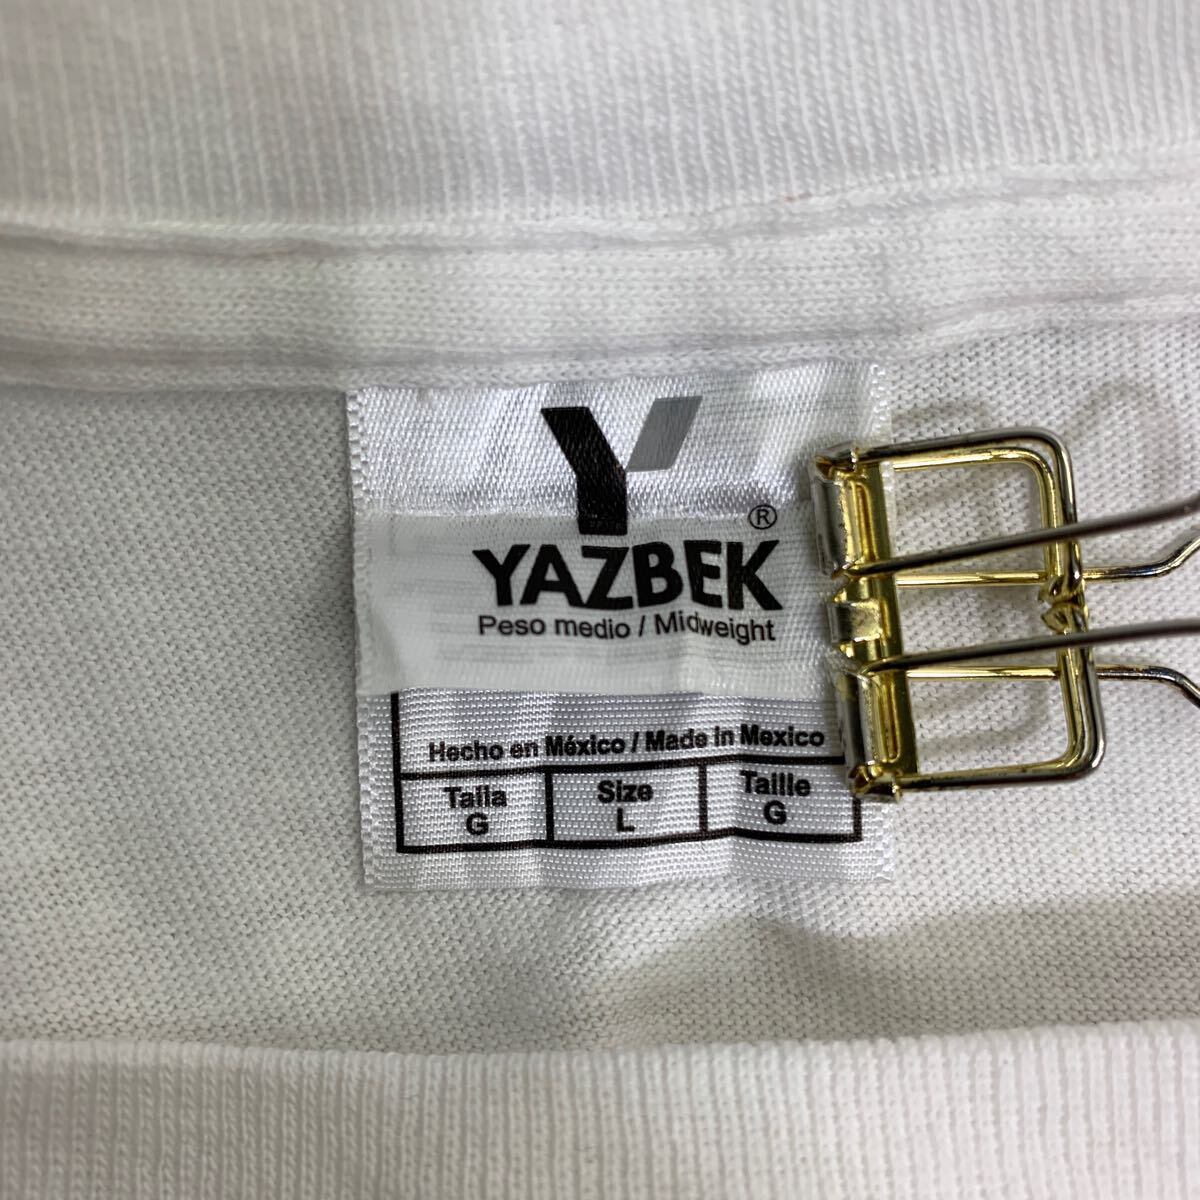 YAZBEK ®
Peso medio / Midweight
Hecho en México / Made in Mexico
Talla Size Taille
G L G